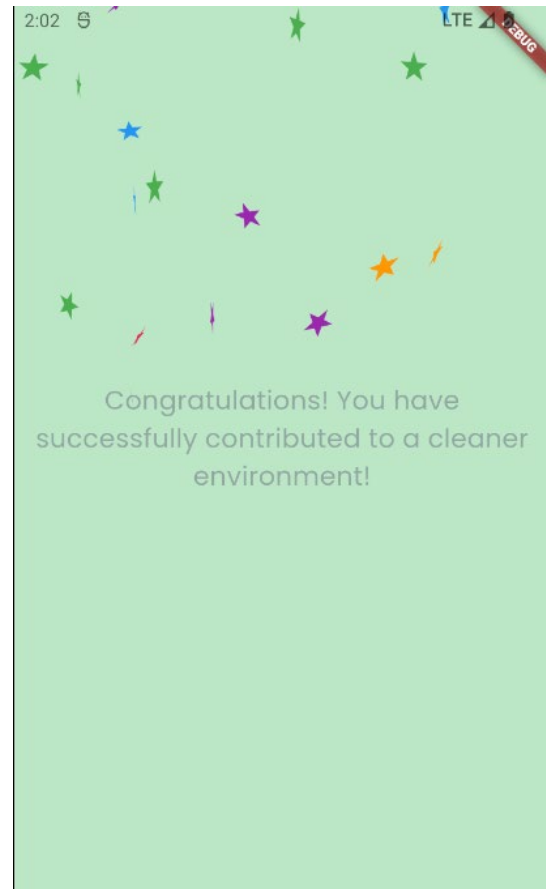 2:02 LTE
DEBUG
Congratulations! You have
successfully contributed to a cleaner
environment!